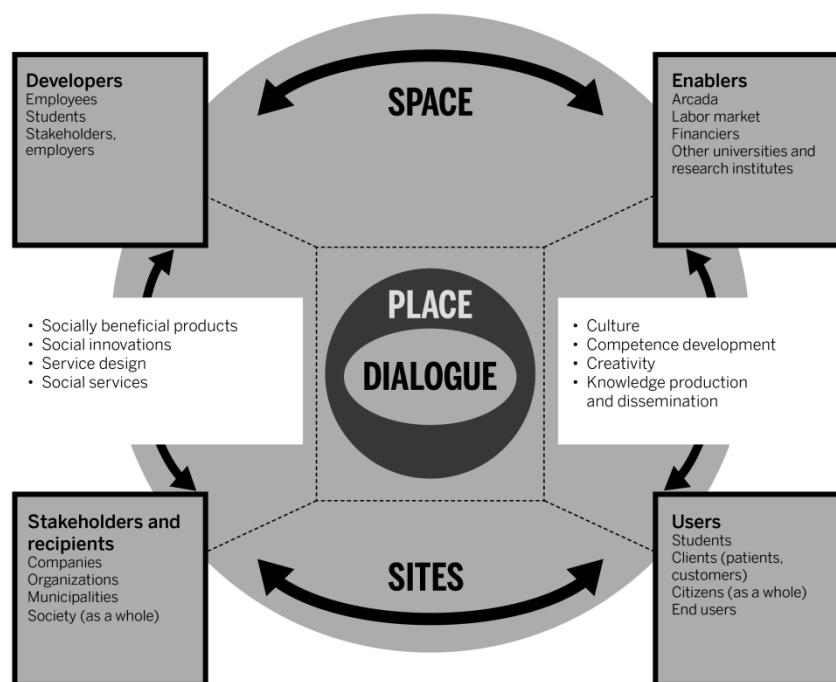 Developers
Employees
Students
Stakeholders,
employers
SPACE
Enablers
Arcada
Labor market
Financiers
Other universities and
research institutes
• Socially beneficial products
• Social innovations
• Service design
• Social services
PLACE
DIALOGUE
• Culture
• Competence development
• Creativity
• Knowledge production
and dissemination
Stakeholders and
recipients
Companies
Organizations
Municipalities
Society (as a whole)
SITES
Users
Students
Clients (patients,
customers)
Citizens (as a whole)
End users